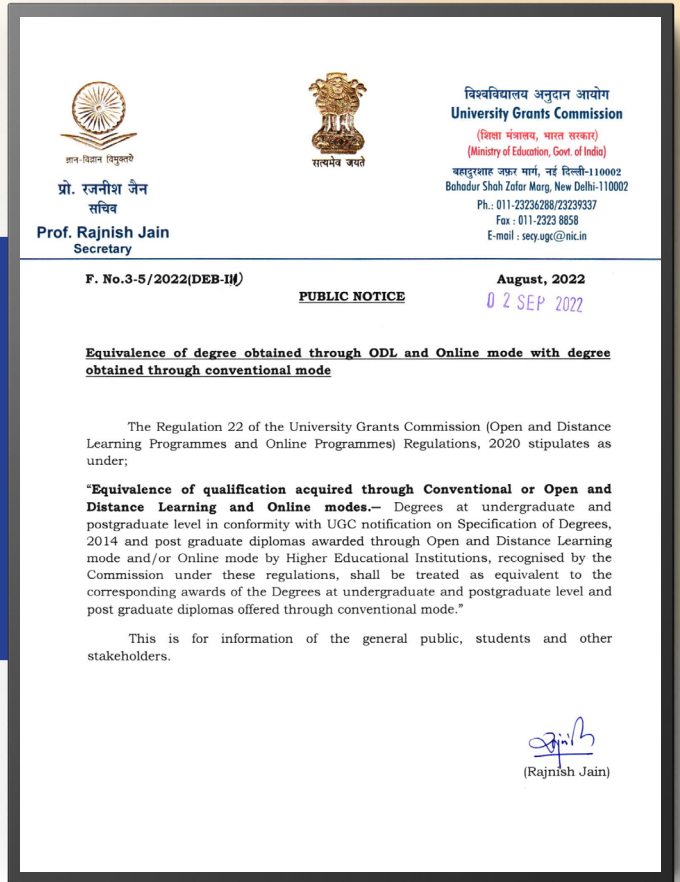 ज्ञान-विज्ञान विमुक्तये
प्रो. रजनीश जैन
सचिव
Prof. Rajnish Jain
Secretary
सत्यमेव जयते
विश्वविद्यालय अनुदान आयोग
University Grants Commission
(शिक्षा मंत्रालय, भारत सरकार)
(Ministry of Education, Govt. of India)
बहादुरशाह ज़फ़र मार्ग, नई दिल्ली-110002
Bahadur Shah Zafar Marg, New Delhi-110002
Ph.: 011-23236288/23239337
Fax : 011-2323 8858
E-mail : secy.ugc@nic.in
F. No.3-5/2022(DEB-III)
August, 2022
PUBLIC NOTICE
02 SEP 2022
Equivalence of degree obtained through ODL and Online mode with degree
obtained through conventional mode
The Regulation 22 of the University Grants Commission (Open and Distance
Learning Programmes and Online Programmes) Regulations, 2020 stipulates as
under;
“Equivalence of qualification acquired through Conventional or Open and
Distance Learning and Online modes.— Degrees at undergraduate and
postgraduate level in conformity with UGC notification on Specification of Degrees,
2014 and post graduate diplomas awarded through Open and Distance Learning
mode and/or Online mode by Higher Educational Institutions, recognised by the
Commission under these regulations, shall be treated as equivalent to the
corresponding awards of the Degrees at undergraduate and postgraduate level and
post graduate diplomas offered through conventional mode.”
This is for information of the general public, students and other
stakeholders.
(Rajnish Jain)